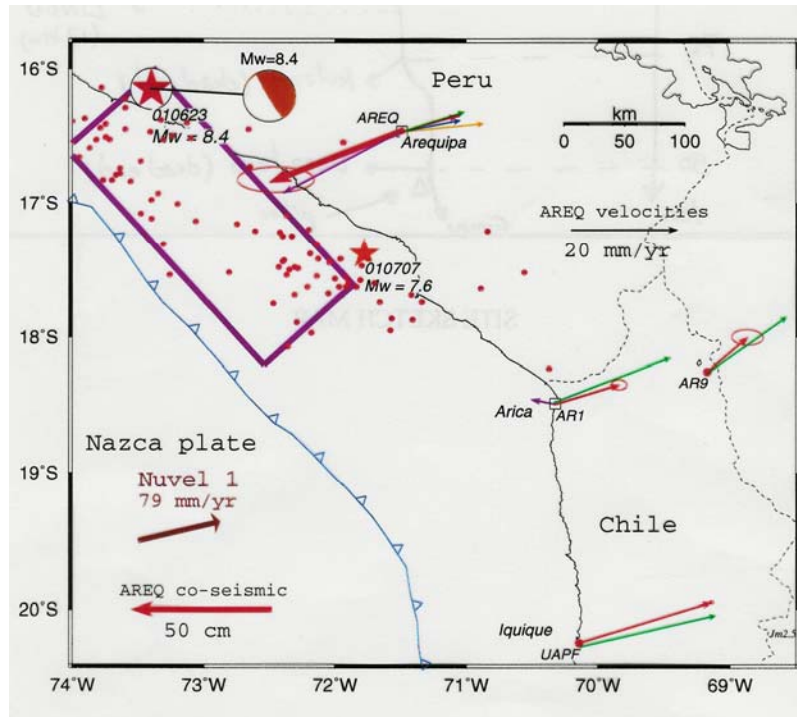 Mw=8.4
16°S
17°S
18°S
19°S
20°S
Peru
010623
Mw = 8.4
AREQ
Arequipa
km
0 50 100
AREQ velocities
20 mm/yr
010707
Mw = 7.6
AR9
Arica
AR1
Nazca plate
Nuvel 1
79 mm/yr
Chile
AREQ co-seismic
50 cm
Iquique
UAPF
Jm2.5
74°W 73°W 72°W 71°W 70°W 69°W